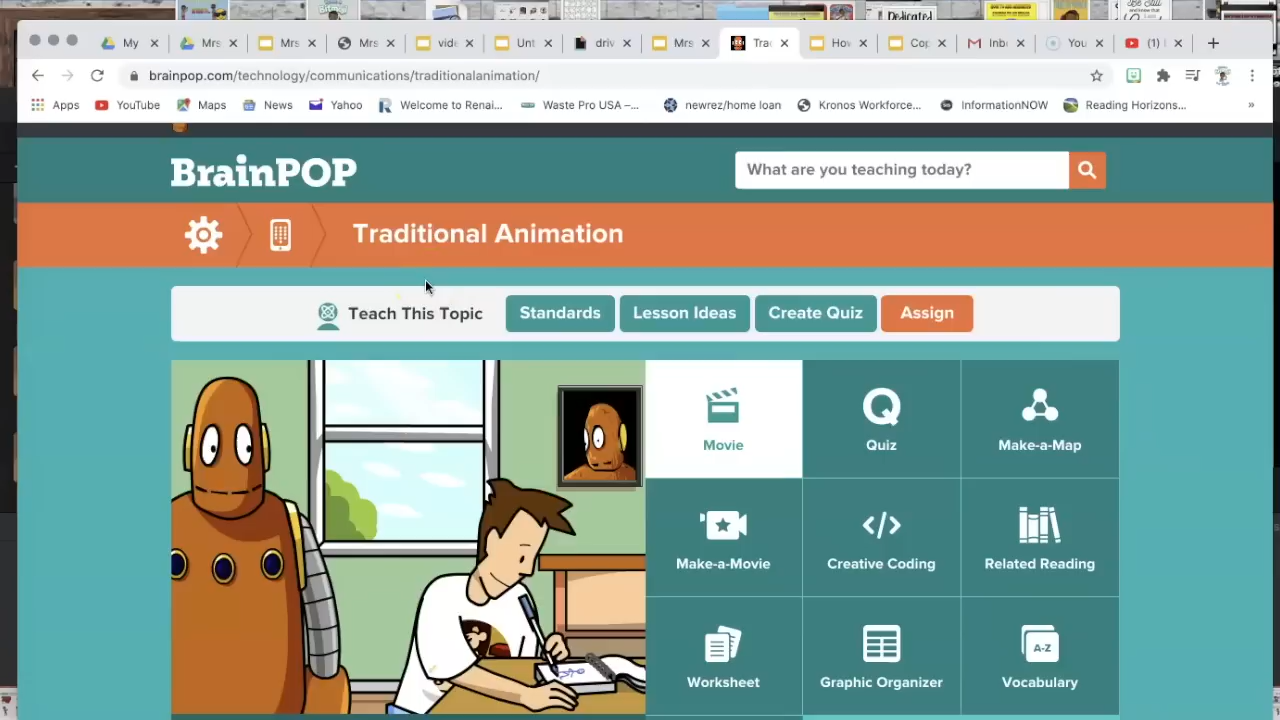 Dedicated
My
Mrs
Mrs
Mrs
vide
Unt
driv
Mrs
Trad
Hov
Cop
Inb
You
(1)
brainpop.com/technology/communications/traditionalanimation/
Apps
YouTube
Maps
News
Yahoo
Welcome to Renai...
Waste Pro USA –...
newrez/home loan
Kronos Workforce...
InformationNOW
Reading Horizons...
»
BrainPOP
What are you teaching today?
Traditional Animation
Teach This Topic
Standards
Lesson Ideas
Create Quiz
Assign
Movie
Q
Quiz
Make-a-Map
Make-a-Movie
</>
Creative Coding
Related Reading
Worksheet
Graphic Organizer
A-Z
Vocabulary